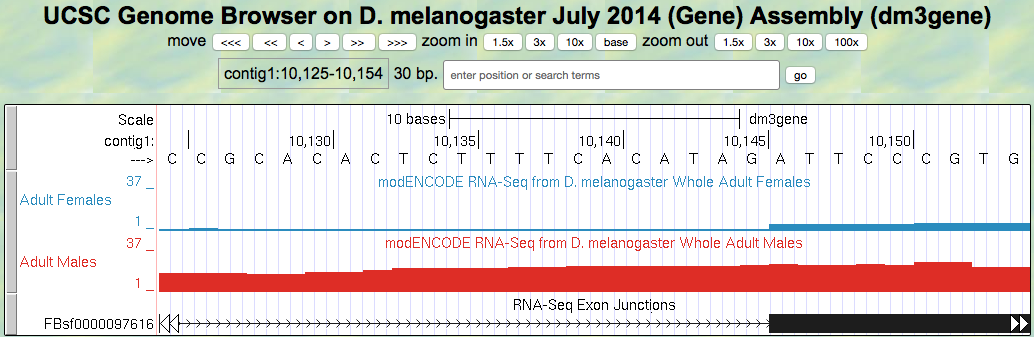 UCSC Genome Browser on D. melanogaster July 2014 (Gene) Assembly (dm3gene)
move <<< << < > >> >>> zoom in 1.5x 3x 10x base zoom out 1.5x 3x 10x 100x
contig1:10,125-10,154 30 bp. enter position or search terms go
Scale 10 bases dm3gene
contig1: 10,130 10,135 10,140 10,145 10,150
---> C C G C A C A C T C T T T T C A C A T A G A T T C C C G T G
37 _ modENCODE RNA-Seq from D. melanogaster Whole Adult Females
Adult Females
1 _
37 _ modENCODE RNA-Seq from D. melanogaster Whole Adult Males
Adult Males
1 _
RNA-Seq Exon Junctions
FBsf0000097616